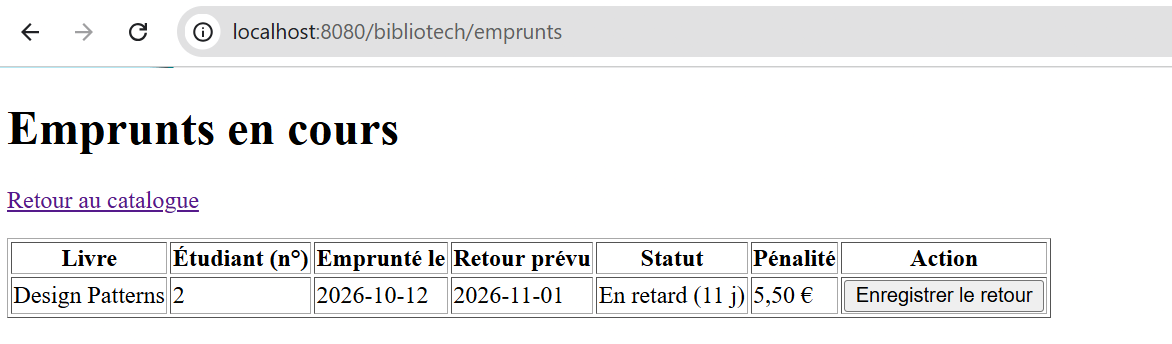 localhost:8080/bibliotech/emprunts
Emprunts en cours
Retour au catalogue
Livre Étudiant (n°) Emprunté le Retour prévu Statut Pénalité Action
Design Patterns 2 2026-10-12 2026-11-01 En retard (11 j) 5,50 € Enregistrer le retour